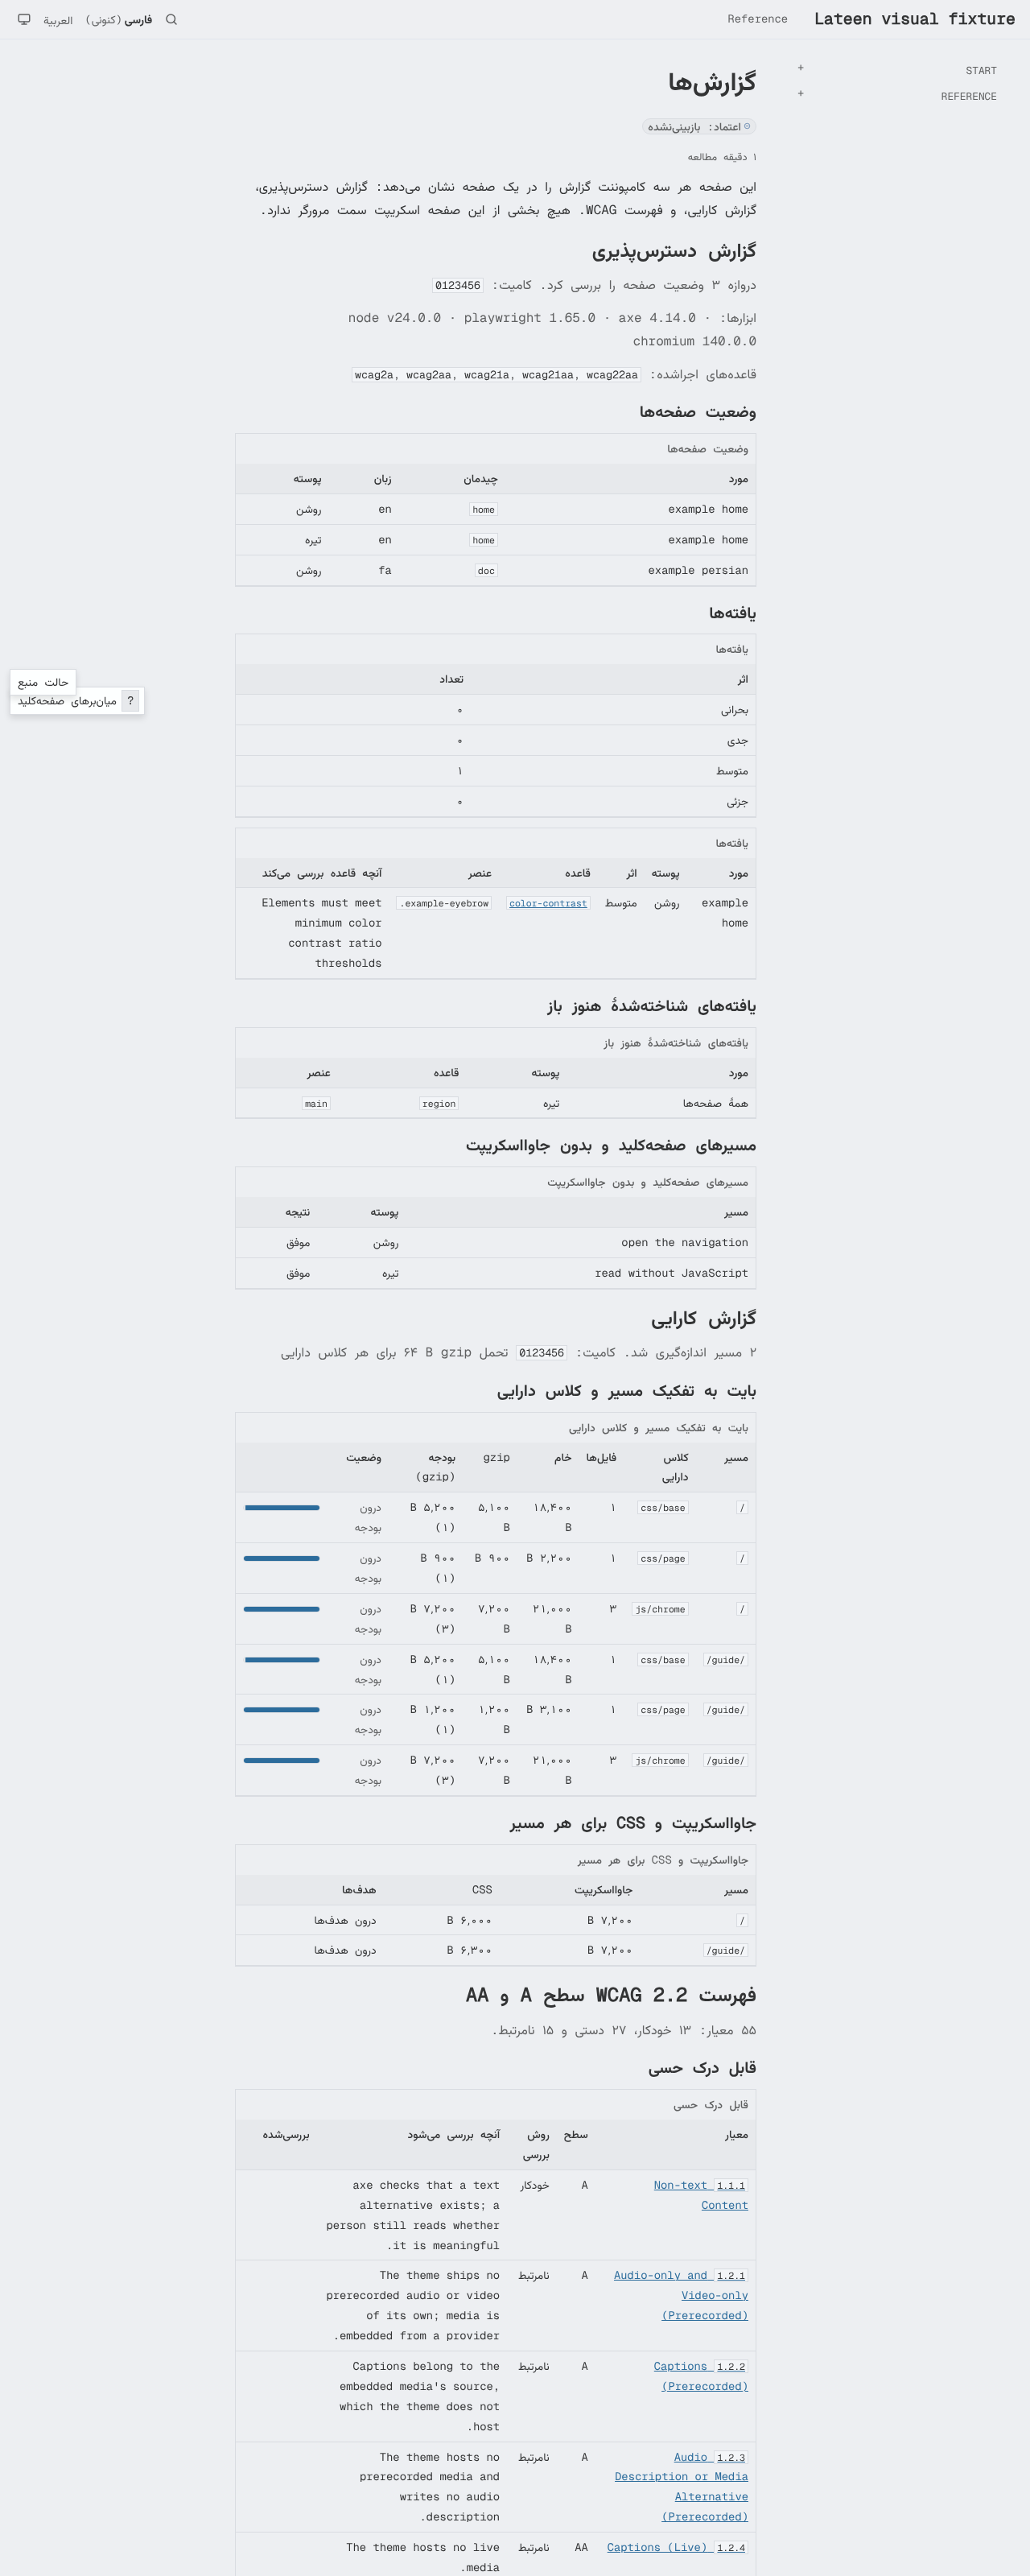 Lateen visual fixture
Reference
فارسی (کنونی)
العربية
START
+
REFERENCE
+
گزارش‌ها
اعتماد: بازبینی‌نشده
۱ دقیقه مطالعه
این صفحه هر سه کامپوننت گزارش را در یک صفحه نشان می‌دهد: گزارش دسترس‌پذیری،
گزارش کارایی، و فهرست WCAG. هیچ بخشی از این صفحه اسکریپت سمت مرورگر ندارد.
گزارش دسترس‌پذیری
دروازه ۳ وضعیت صفحه را بررسی کرد. کامیت: 0123456
ابزارها: node v24.0.0 · playwright 1.65.0 · axe 4.14.0 ·
chromium 140.0.0
قاعده‌های اجراشده: wcag2a, wcag2aa, wcag21a, wcag21aa, wcag22aa
وضعیت صفحه‌ها
وضعیت صفحه‌ها
مورد چیدمان زبان پوسته
example home home en روشن
example home home en تیره
example persian doc fa روشن
یافته‌ها
یافته‌ها
اثر تعداد
بحرانی ۰
جدی ۰
متوسط ۱
جزئی ۰
حالت منبع
? میان‌برهای صفحه‌کلید
یافته‌ها
مورد پوسته اثر قاعده عنصر آنچه قاعده بررسی می‌کند
example روشن متوسط color-contrast .example-eyebrow Elements must meet
home minimum color
contrast ratio
thresholds
یافته‌های شناخته‌شدهٔ هنوز باز
یافته‌های شناخته‌شدهٔ هنوز باز
مورد پوسته قاعده عنصر
همهٔ صفحه‌ها تیره region main
مسیرهای صفحه‌کلید و بدون جاوااسکریپت
مسیرهای صفحه‌کلید و بدون جاوااسکریپت
مسیر پوسته نتیجه
open the navigation روشن موفق
read without JavaScript تیره موفق
گزارش کارایی
۲ مسیر اندازه‌گیری شد. کامیت: 0123456 تحمل ۶۴ B gzip برای هر کلاس دارایی
بایت به تفکیک مسیر و کلاس دارایی
بایت به تفکیک مسیر و کلاس دارایی
مسیر کلاس فایل‌ها خام gzip بودجه وضعیت
دارایی (gzip)
/ css/base ۱ ۱۸,۴۰۰ ۵,۱۰۰ ۵,۲۰۰ B درون
B B (۱) بودجه
/ css/page ۱ ۲,۲۰۰ B ۹۰۰ B ۹۰۰ B درون
(۱) بودجه
/ js/chrome ۳ ۲۱,۰۰۰ ۷,۲۰۰ ۷,۲۰۰ B درون
B B (۳) بودجه
/guide/ css/base ۱ ۱۸,۴۰۰ ۵,۱۰۰ ۵,۲۰۰ B درون
B B (۱) بودجه
/guide/ css/page ۱ ۳,۱۰۰ B ۱,۲۰۰ ۱,۲۰۰ B درون
B (۱) بودجه
/guide/ js/chrome ۳ ۲۱,۰۰۰ ۷,۲۰۰ ۷,۲۰۰ B درون
B B (۳) بودجه
جاوااسکریپت و CSS برای هر مسیر
جاوااسکریپت و CSS برای هر مسیر
مسیر جاوااسکریپت CSS هدف‌ها
/ ۷,۲۰۰ B ۶,۰۰۰ B درون هدف‌ها
/guide/ ۷,۲۰۰ B ۶,۳۰۰ B درون هدف‌ها
فهرست WCAG 2.2 سطح A و AA
۵۵ معیار: ۱۳ خودکار، ۲۷ دستی و ۱۵ نامرتبط.
قابل درک حسی
قابل درک حسی
معیار سطح روش آنچه بررسی می‌شود بررسی‌شده
بررسی
1.1.1 Non-text A خودکار axe checks that a text
Content alternative exists; a
person still reads whether
it is meaningful.
1.2.1 Audio-only and A نامرتبط The theme ships no
Video-only prerecorded audio or video
(Prerecorded) of its own; media is
embedded from a provider.
1.2.2 Captions A نامرتبط Captions belong to the
(Prerecorded) embedded media's source,
which the theme does not
host.
1.2.3 Audio A نامرتبط The theme hosts no
Description or Media prerecorded media and
Alternative writes no audio
(Prerecorded) description.
1.2.4 Captions (Live) AA نامرتبط The theme hosts no live
media.